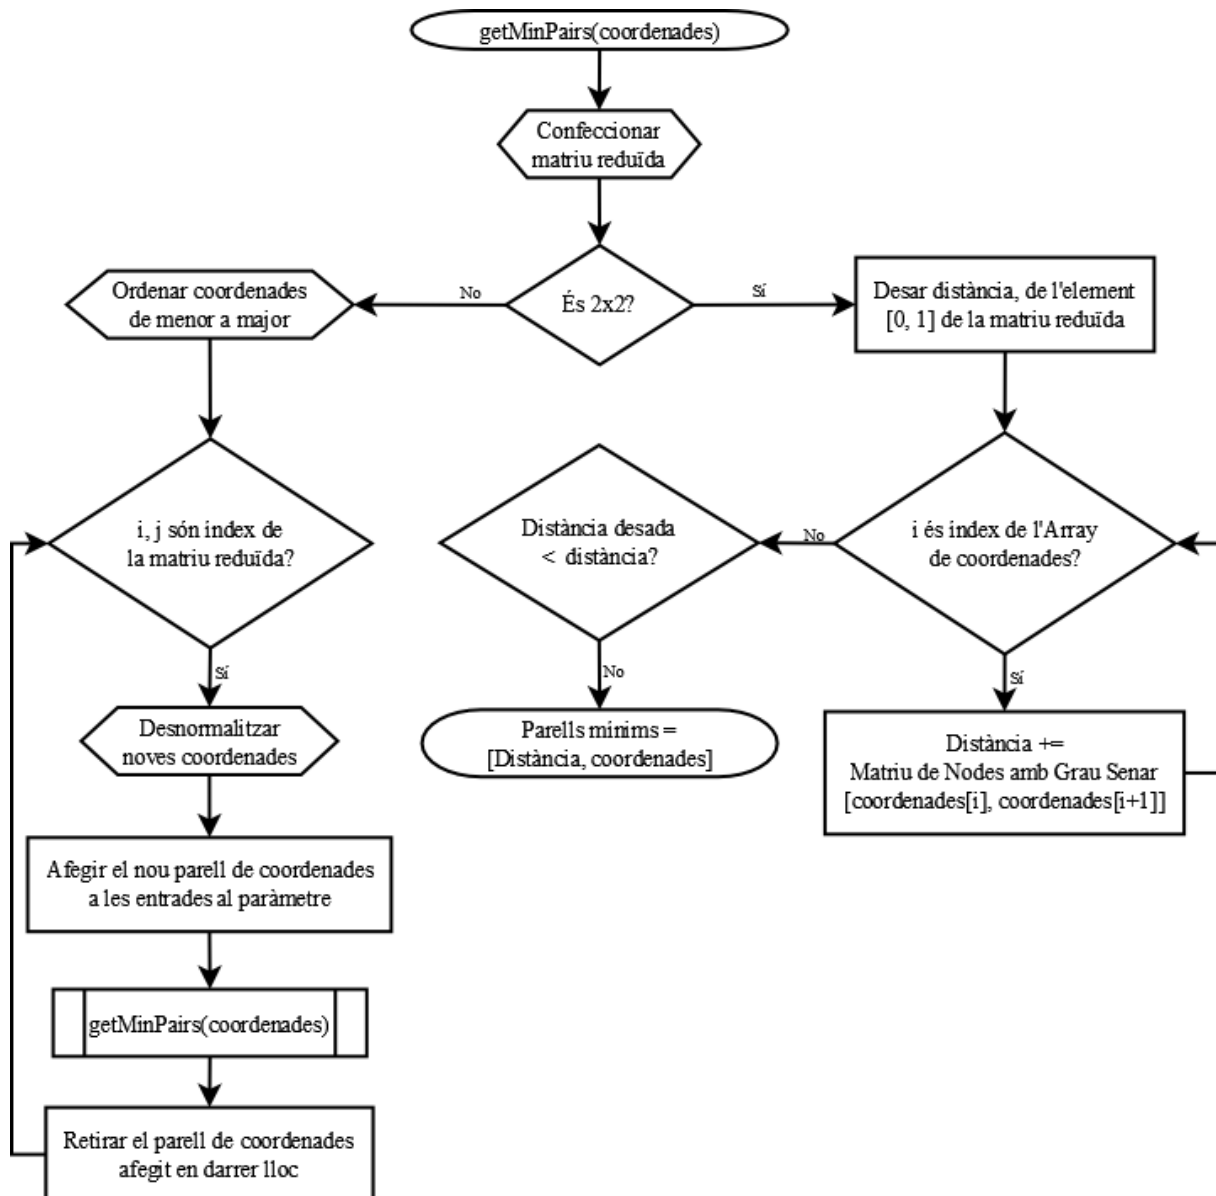 getMinPairs(coordenades)
Confeccionar
matriu reduïda
És 2x2?
No
Sí
Ordenar coordenades
de menor a major
Desar distància, de l'element
[0, 1] de la matriu reduïda
i, j són índex de
la matriu reduïda?
Distància desada
< distància?
No
i és índex de l'Array
de coordenades?
Sí
No
Sí
Desnormalitzar
noves coordenades
Parells mínims =
[Distància, coordenades]
Distància +=
Matriu de Nodes amb Grau Senar
[coordenades[i], coordenades[i+1]]
Afegir el nou parell de coordenades
a les entrades al paràmetre
getMinPairs(coordenades)
Retirar el parell de coordenades
afegit en darrer lloc